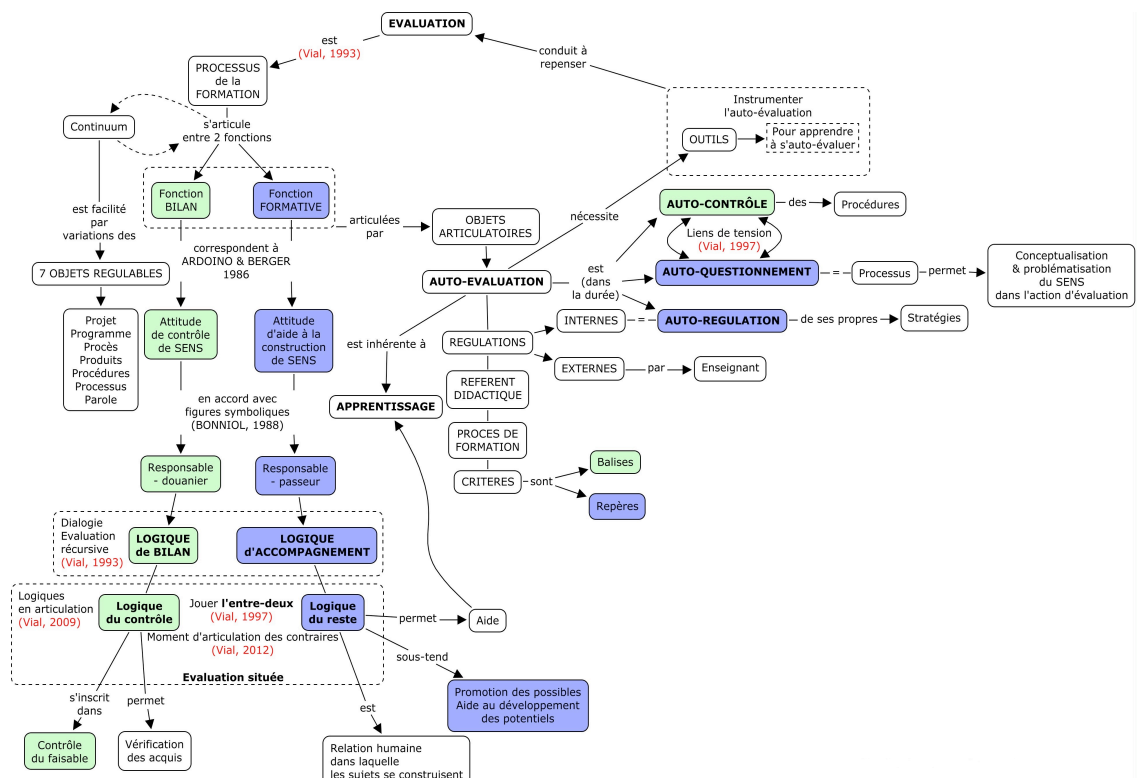 EVALUATION
est
(Vial, 1993)
conduit à
repenser
PROCESSUS
de la
FORMATION
Instrumenter
l'auto-évaluation
OUTILS
Pour apprendre
à s'auto-évaluer
Continuum
s'articule
entre 2 fonctions
Fonction
BILAN
Fonction
FORMATIVE
est facilité
par
variations des
articulées
par
OBJETS
ARTICULATOIRES
nécessite
AUTO-CONTRÔLE
des
Procédures
Liens de tension
(Vial, 1997)
correspondent à
ARDOINO & BERGER
1986
7 OBJETS REGULABLES
AUTO-EVALUATION
est
(dans
la durée)
AUTO-QUESTIONNEMENT
=
Processus
permet
Conceptualisation
& problématisation
du SENS
dans l'action d'évaluation
Projet
Programme
Procès
Produits
Procédures
Processus
Parole
Attitude
de contrôle
de SENS
Attitude
d'aide à la
construction
de SENS
est inhérente à
REGULATIONS
INTERNES
=
AUTO-REGULATION
de ses propres
Stratégies
EXTERNES
par
Enseignant
REFERENT
DIDACTIQUE
APPRENTISSAGE
en accord avec
figures symboliques
(BONNIOL, 1988)
PROCES DE
FORMATION
CRITERES
sont
Balises
Repères
Responsable
- douanier
Responsable
- passeur
Dialogie
Evaluation
récursive
(Vial, 1993)
LOGIQUE
de BILAN
LOGIQUE
d'ACCOMPAGNEMENT
Logiques
en articulation
(Vial, 2009)
Logique
du contrôle
Jouer l'entre-deux
(Vial, 1997)
Logique
du reste
permet
Aide
Moment d'articulation des contraires
(Vial, 2012)
Evaluation située
sous-tend
Promotion des possibles
Aide au développement
des potentiels
s'inscrit
dans
permet
est
Contrôle
du faisable
Vérification
des acquis
Relation humaine
dans laquelle
les sujets se construisent